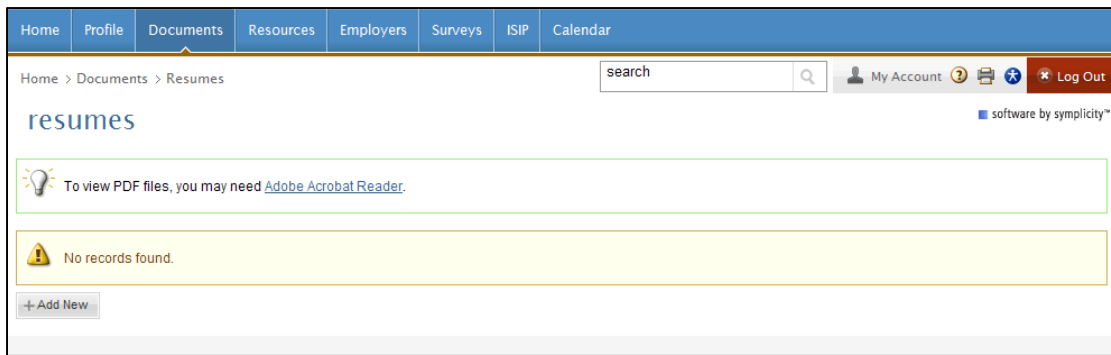 Home Profile Documents Resources Employers Surveys ISIP Calendar
Home > Documents > Resumes
search
My Account ? Log Out
resumes
software by symplicity™
To view PDF files, you may need Adobe Acrobat Reader.
No records found.
+ Add New